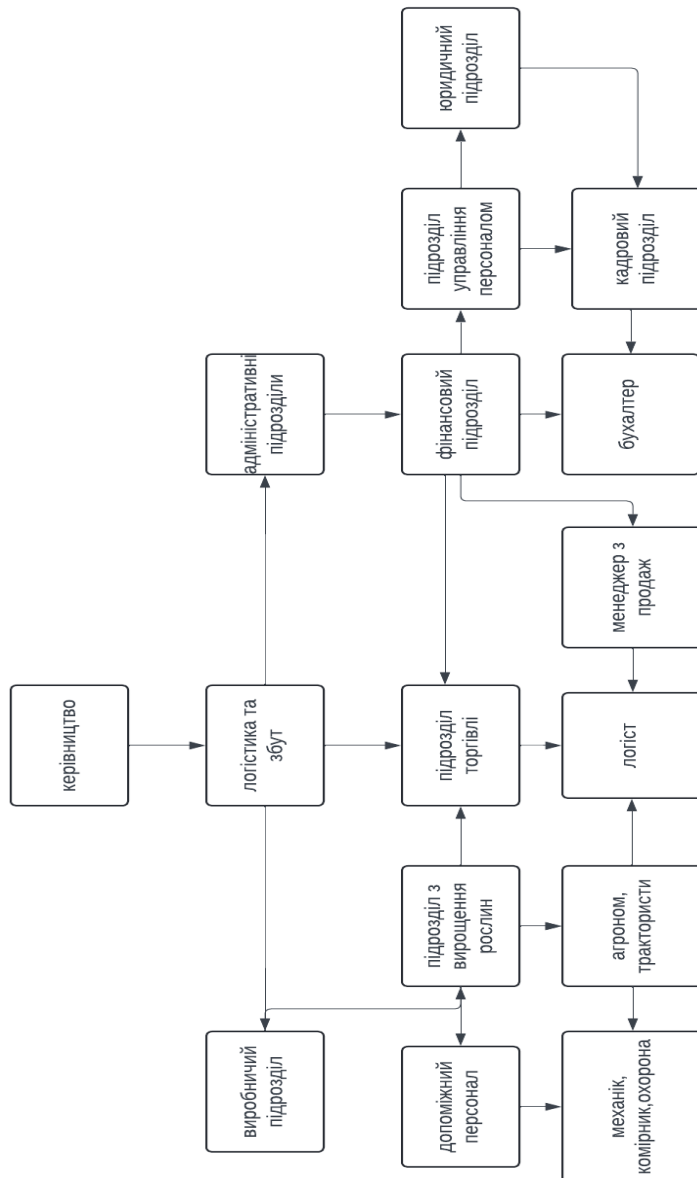 керівництво
виробничий
підрозділ
логістика та
збут
адміністративні
підрозділи
допоміжний
персонал
підрозділ з
вирощення
рослин
підрозділ
торгівлі
фінансовий
підрозділ
підрозділ
управління
персоналом
юридичний
підрозділ
механік,
комірник,охорона
агроном,
трактористи
логіст
менеджер з
продаж
бухгалтер
кадровий
підрозділ